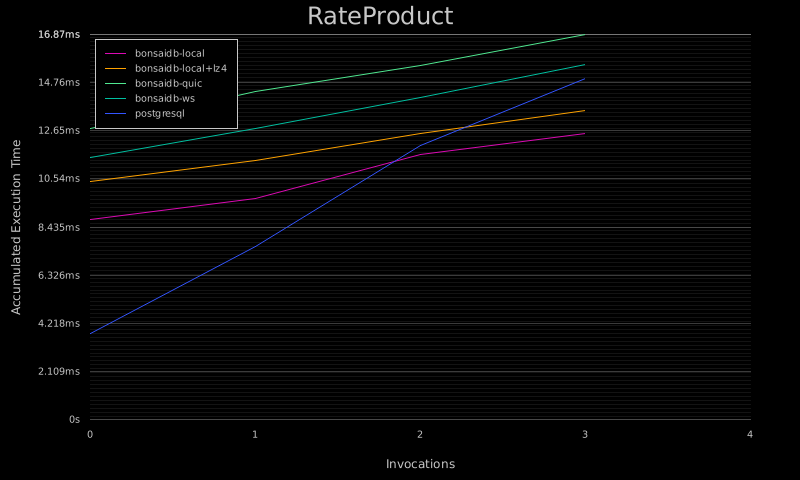 RateProduct
16.87ms
14.76ms
12.65ms
10.54ms
8.435ms
6.326ms
4.218ms
2.109ms
0s
bonsaidb-local
bonsaidb-local+lz4
bonsaidb-quic
bonsaidb-ws
postgresql
Accumulated Execution Time
0 1 2 3 4
Invocations